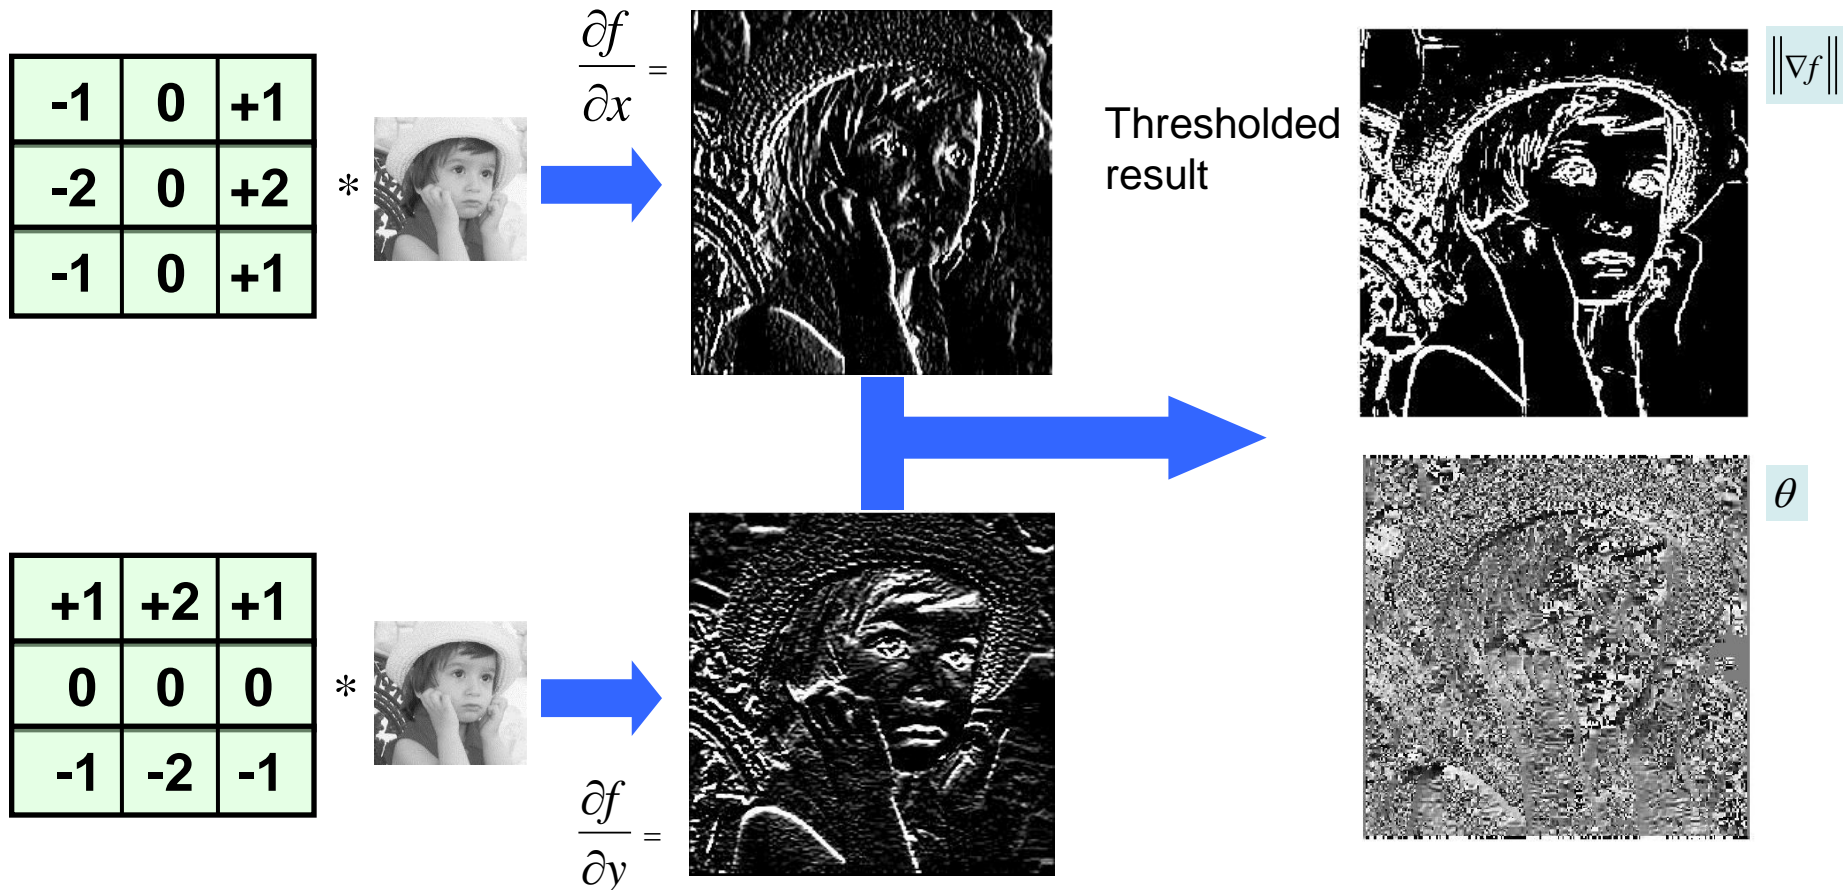 -1 0 +1
-2 0 +2
-1 0 +1
*
∂f/∂x =
Thresholded
result
‖∇f‖
+1 +2 +1
0 0 0
-1 -2 -1
*
∂f/∂y =
θ